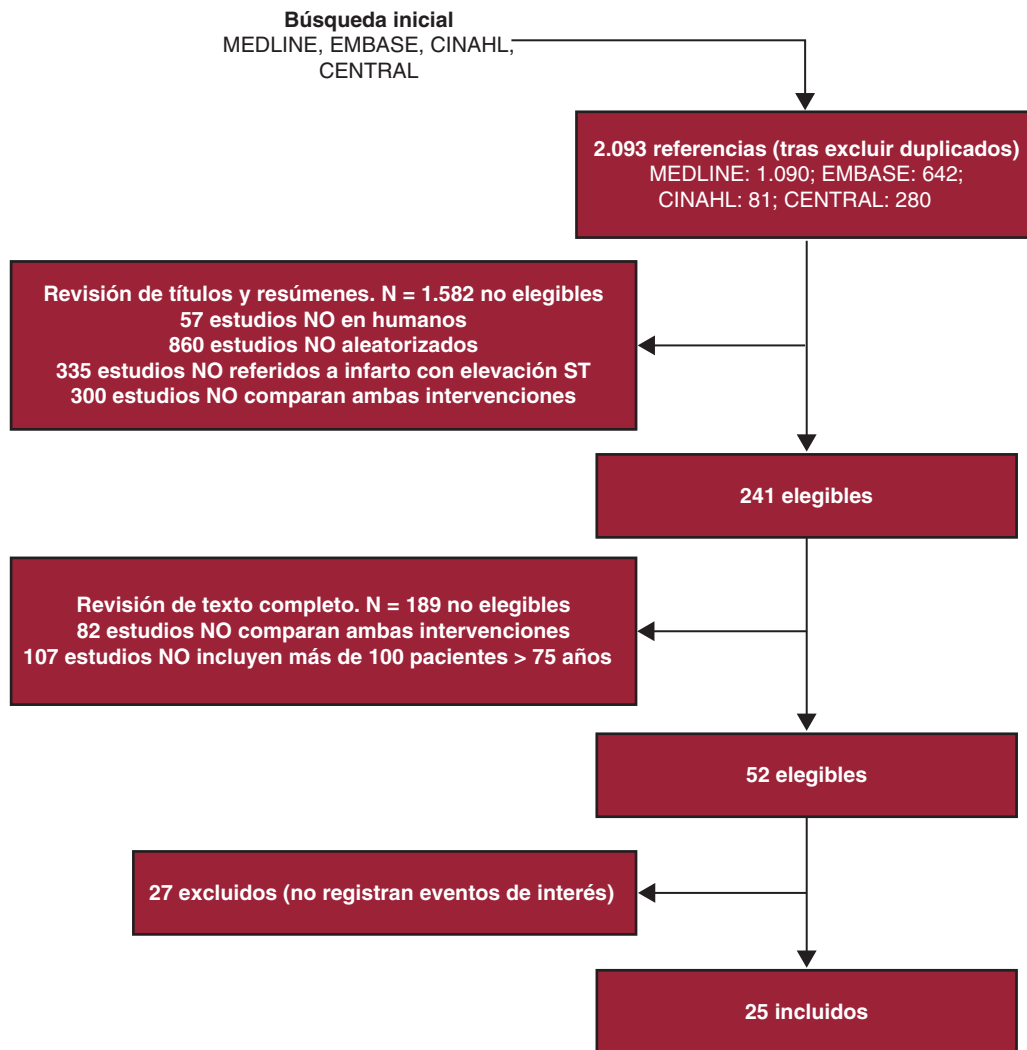 Búsqueda inicial
MEDLINE, EMBASE, CINAHL,
CENTRAL
2.093 referencias (tras excluir duplicados)
MEDLINE: 1.090; EMBASE: 642;
CINAHL: 81; CENTRAL: 280
Revisión de títulos y resúmenes. N = 1.582 no elegibles
57 estudios NO en humanos
860 estudios NO aleatorizados
335 estudios NO referidos a infarto con elevación ST
300 estudios NO comparan ambas intervenciones
241 elegibles
Revisión de texto completo. N = 189 no elegibles
82 estudios NO comparan ambas intervenciones
107 estudios NO incluyen más de 100 pacientes > 75 años
52 elegibles
27 excluidos (no registran eventos de interés)
25 incluidos